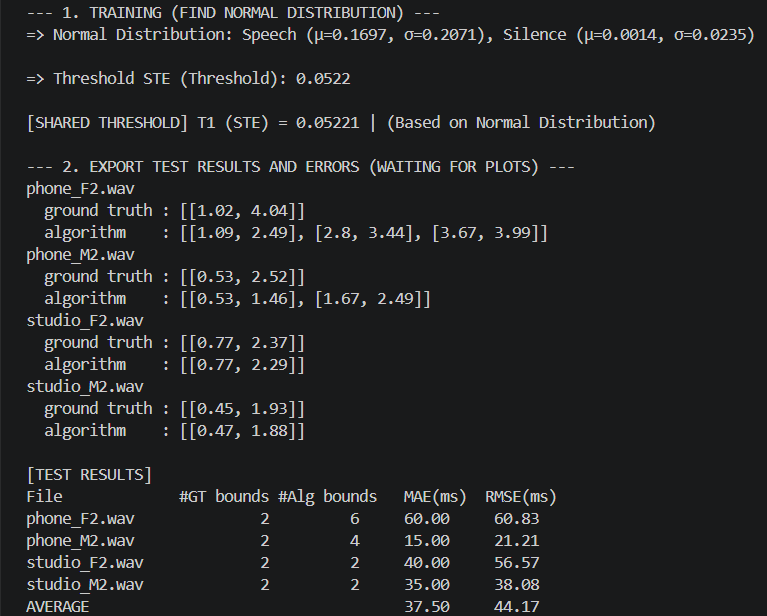 --- 1. TRAINING (FIND NORMAL DISTRIBUTION) ---
=> Normal Distribution: Speech (μ=0.1697, σ=0.2071), Silence (μ=0.0014, σ=0.0235)
=> Threshold STE (Threshold): 0.0522
[SHARED THRESHOLD] T1 (STE) = 0.05221 | (Based on Normal Distribution)
--- 2. EXPORT TEST RESULTS AND ERRORS (WAITING FOR PLOTS) ---
phone_F2.wav
ground truth : [[1.02, 4.04]]
algorithm : [[1.09, 2.49], [2.8, 3.44], [3.67, 3.99]]
phone_M2.wav
ground truth : [[0.53, 2.52]]
algorithm : [[0.53, 1.46], [1.67, 2.49]]
studio_F2.wav
ground truth : [[0.77, 2.37]]
algorithm : [[0.77, 2.29]]
studio_M2.wav
ground truth : [[0.45, 1.93]]
algorithm : [[0.47, 1.88]]
[TEST RESULTS]
File #GT bounds #Alg bounds MAE(ms) RMSE(ms)
phone_F2.wav 2 6 60.00 60.83
phone_M2.wav 2 4 15.00 21.21
studio_F2.wav 2 2 40.00 56.57
studio_M2.wav 2 2 35.00 38.08
AVERAGE 37.50 44.17